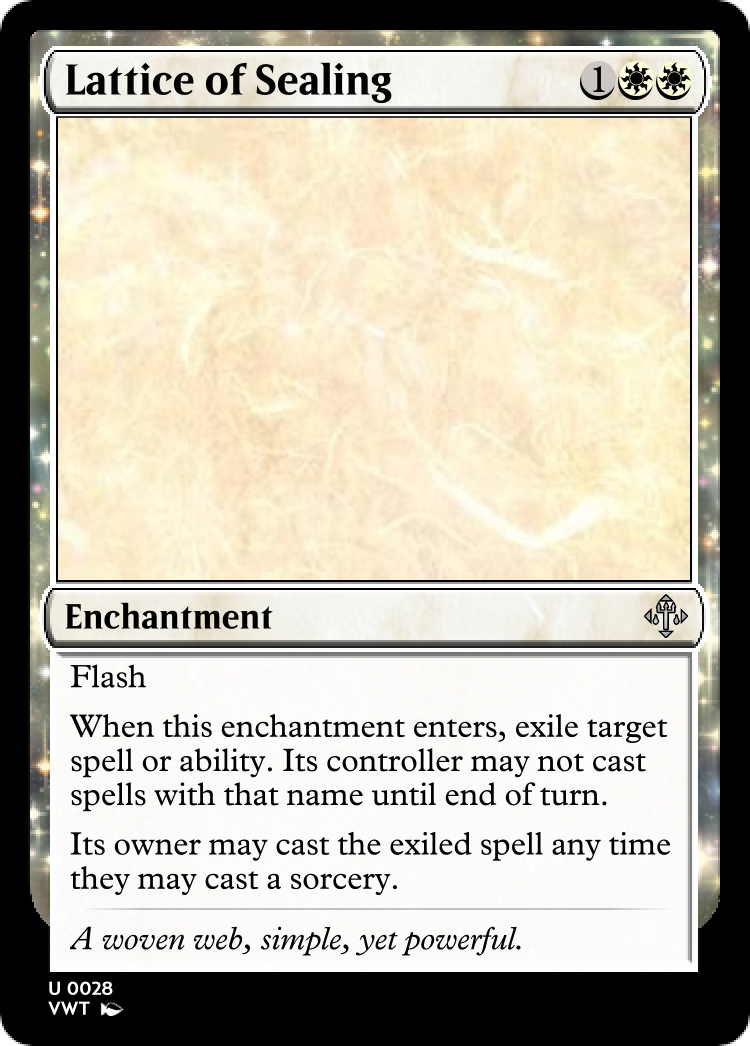 Lattice of Sealing 1
Enchantment
Flash
When this enchantment enters, exile target
spell or ability. Its controller may not cast
spells with that name until end of turn.
Its owner may cast the exiled spell any time
they may cast a sorcery.
A woven web, simple, yet powerful.
U 0028
VWT